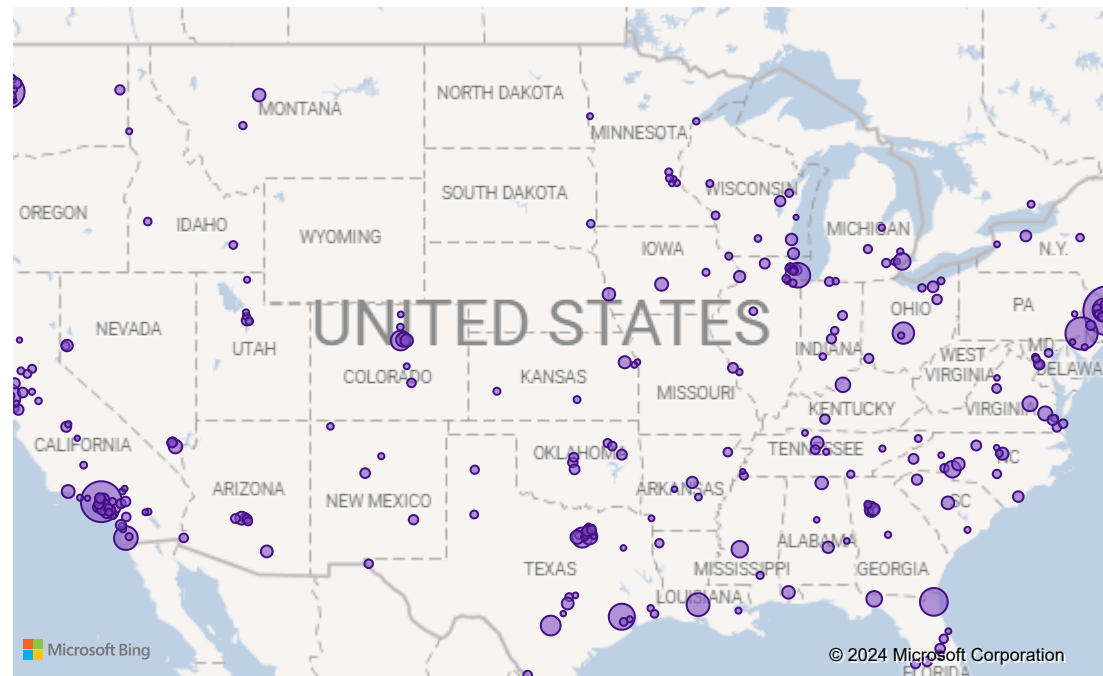 NORTH DAKOTA
MONTANA
MINNESOTA
OREGON
IDAHO
SOUTH DAKOTA
WISCONSIN
WYOMING
MICHIGAN
IOWA
N.Y.
UNITED STATES
NEVADA
UTAH
OHIO
PA
INDIANA
MD
WEST
VIRGINIA
DELAWA
COLORADO
KANSAS
MISSOURI
KENTUCKY
VIRGINIA
CALIFORNIA
OKLAHOMA
TENNESSEE
NC
ARIZONA
NEW MEXICO
ARKANSAS
SC
ALABAMA
TEXAS
MISSISSIPPI
GEORGIA
LOUISIANA
Microsoft Bing
© 2024 Microsoft Corporation
FLORIDA